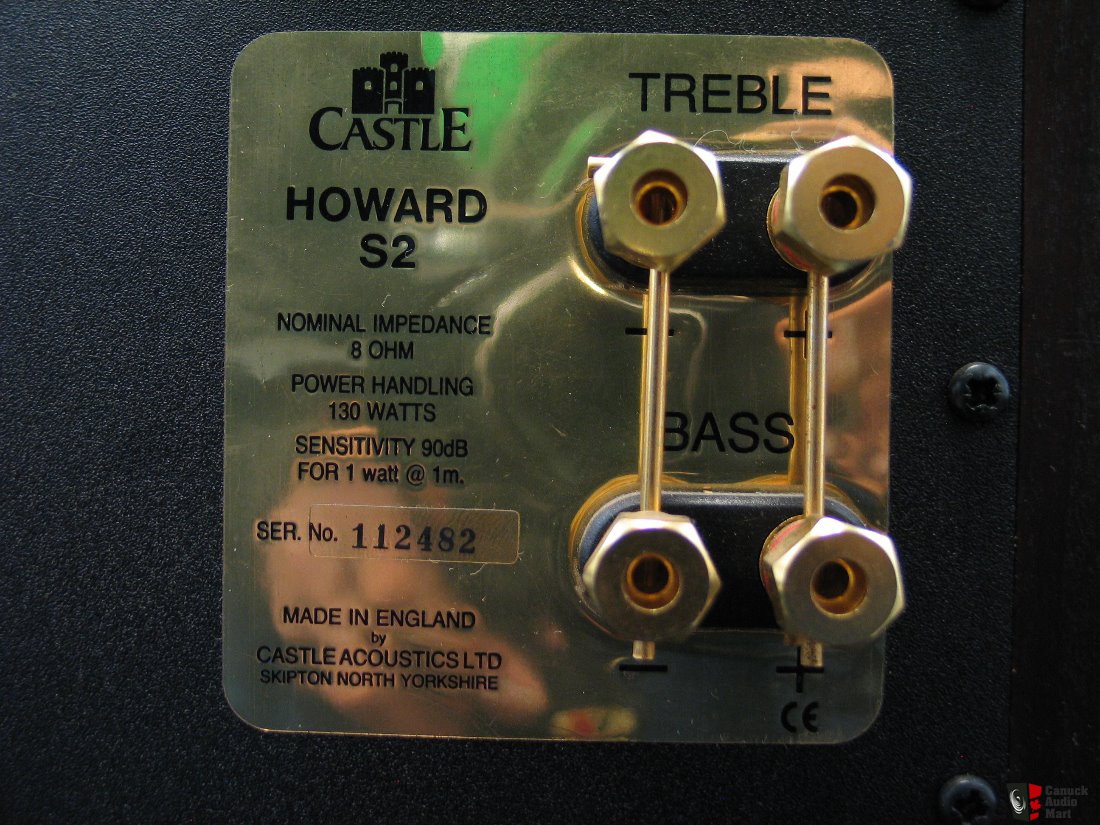 CASTLE
HOWARD
S2
NOMINAL IMPEDANCE
8 OHM
POWER HANDLING
130 WATTS
SENSITIVITY 90dB
FOR 1 watt @ 1m.
SER. No. 112482
MADE IN ENGLAND
by
CASTLE ACOUSTICS LTD
SKIPTON NORTH YORKSHIRE
TREBLE
BASS
− +
CE
Canuck
Audio
Mart